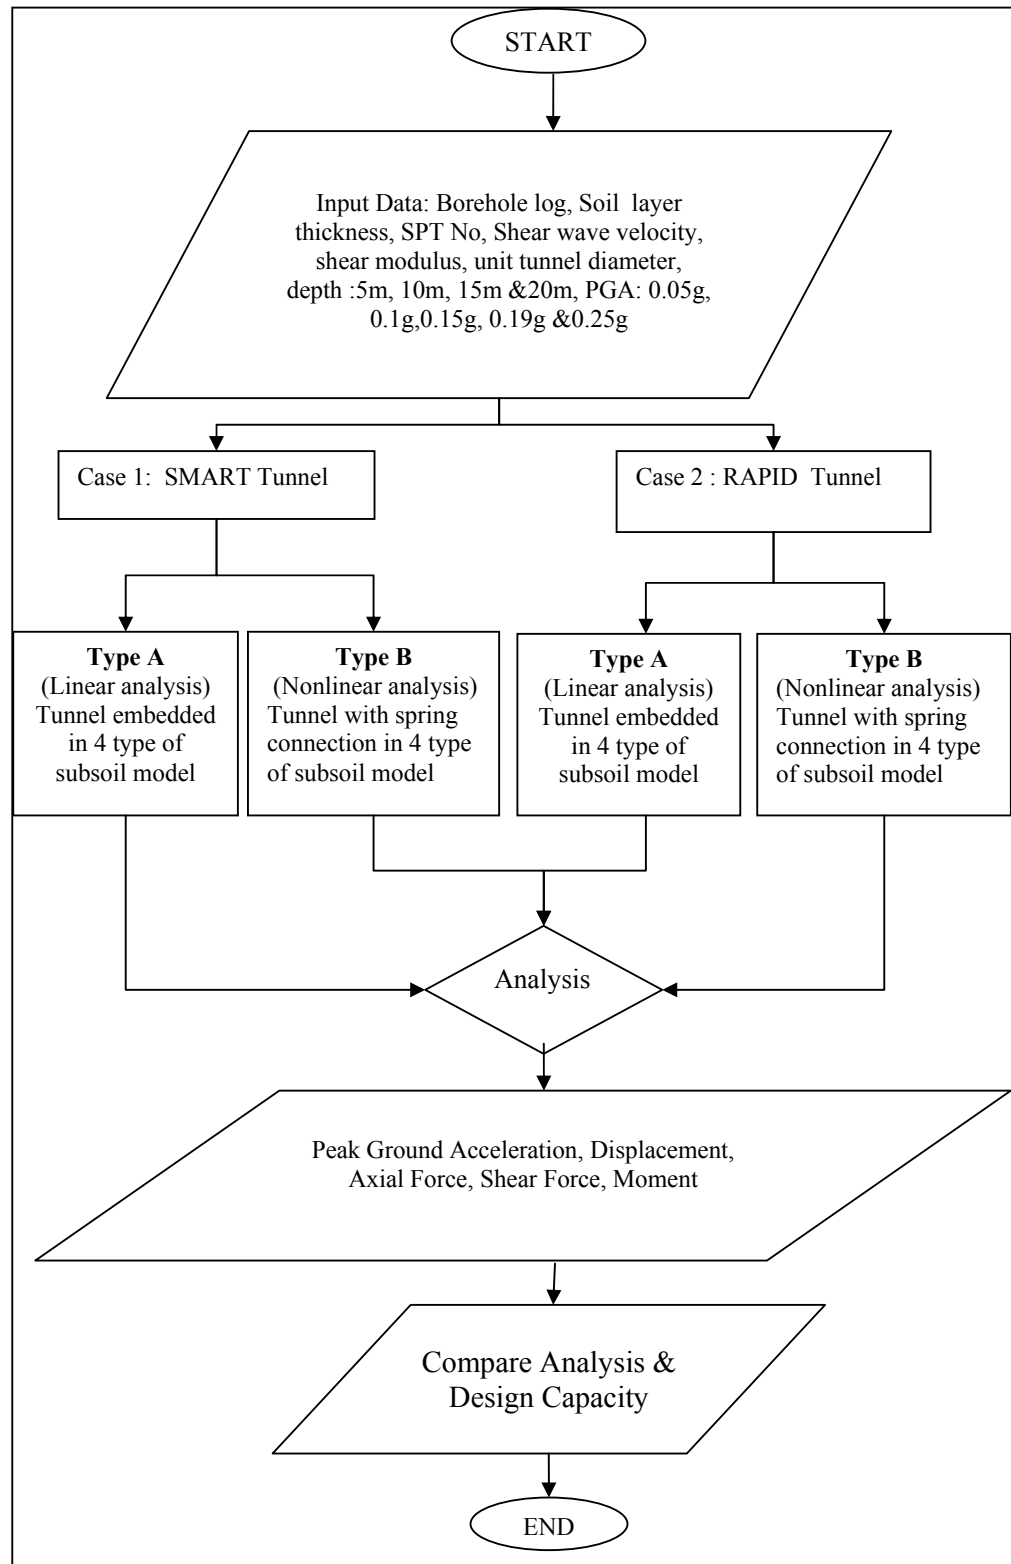 START
Input Data: Borehole log, Soil layer
thickness, SPT No, Shear wave velocity,
shear modulus, unit tunnel diameter,
depth :5m, 10m, 15m &20m, PGA: 0.05g,
0.1g,0.15g, 0.19g &0.25g
Case 1: SMART Tunnel
Case 2 : RAPID Tunnel
Type A
(Linear analysis)
Tunnel embedded
in 4 type of
subsoil model
Type B
(Nonlinear analysis)
Tunnel with spring
connection in 4 type
of subsoil model
Type A
(Linear analysis)
Tunnel embedded
in 4 type of
subsoil model
Type B
(Nonlinear analysis)
Tunnel with spring
connection in 4 type
of subsoil model
Analysis
Peak Ground Acceleration, Displacement,
Axial Force, Shear Force, Moment
Compare Analysis &
Design Capacity
END